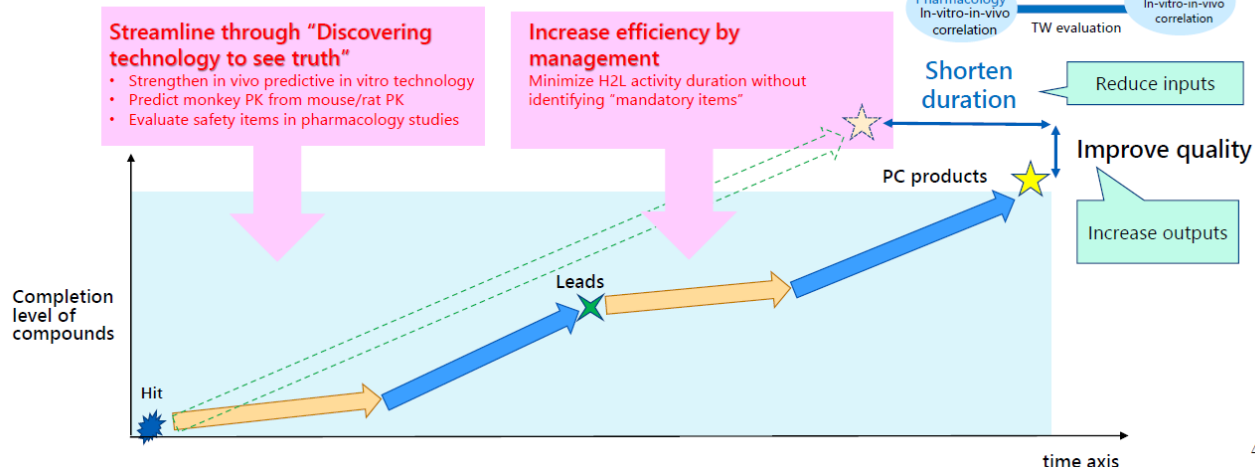 Streamline through “Discovering
technology to see truth“
• Strengthen in vivo predictive in vitro technology
• Predict monkey PK from mouse/rat PK
• Evaluate safety items in pharmacology studies
Increase efficiency by
management
Minimize H2L activity duration without
identifying “mandatory items”
Pharmacology
In-vitro-in-vivo
correlation
TW evaluation
In-vitro-in-vivo
correlation
Shorten
duration
Reduce inputs
Improve quality
Increase outputs
PC products
Leads
Completion
level of
compounds
Hit
time axis